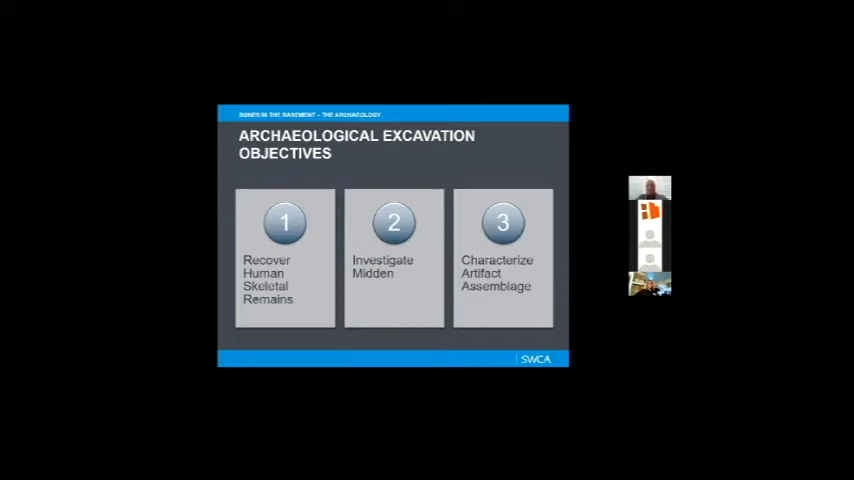 BONES IN THE BASEMENT – THE ARCHAEOLOGY
ARCHAEOLOGICAL EXCAVATION
OBJECTIVES
1
Recover
Human
Skeletal
Remains
2
Investigate
Midden
3
Characterize
Artifact
Assemblage
SWCA